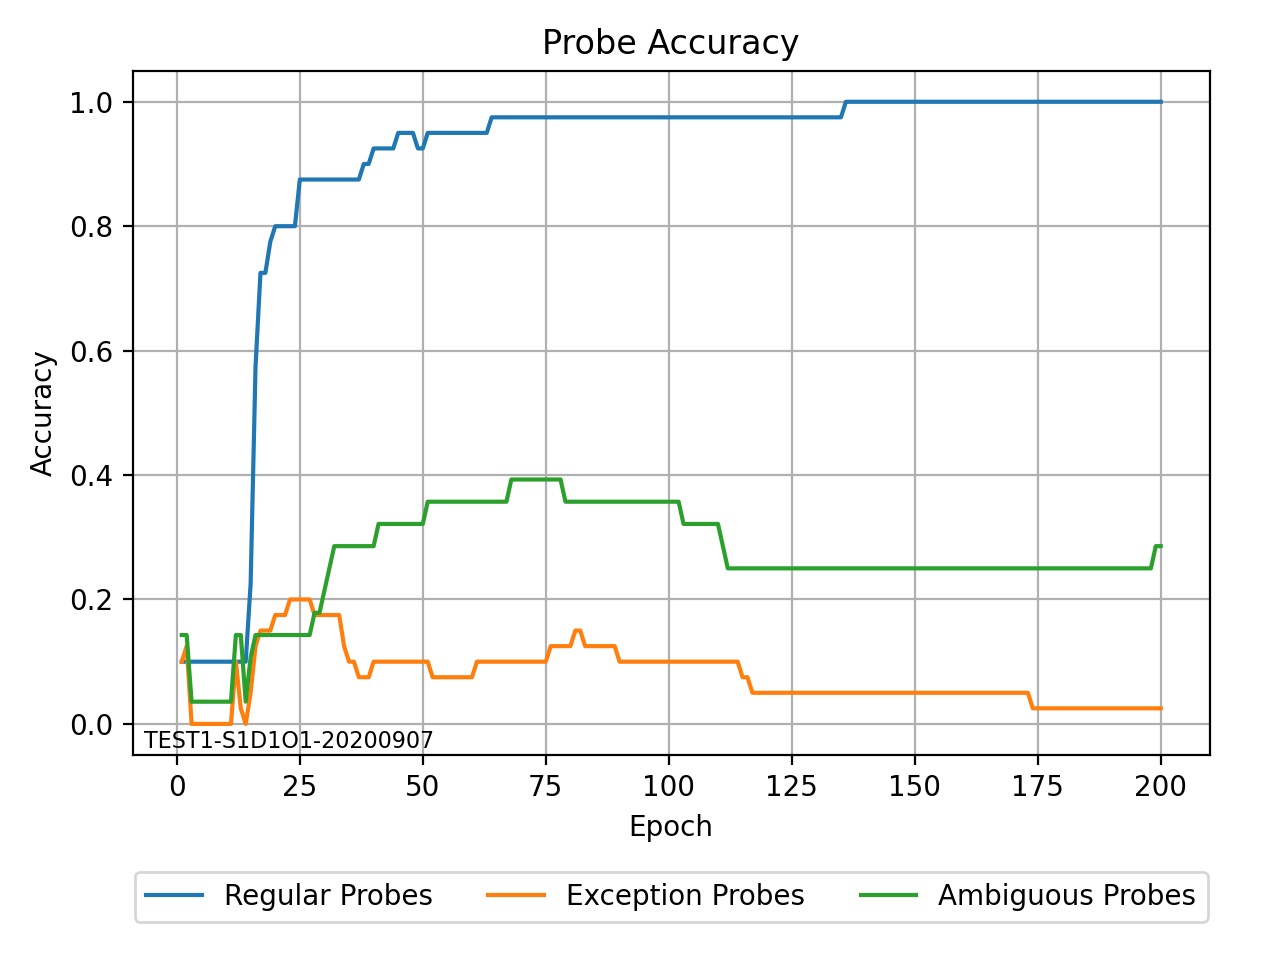 Probe Accuracy
1.0
0.8
0.6
0.4
0.2
0.0
Accuracy
TEST1-S1D1O1-20200907
0 25 50 75 100 125 150 175 200
Epoch
Regular Probes Exception Probes Ambiguous Probes